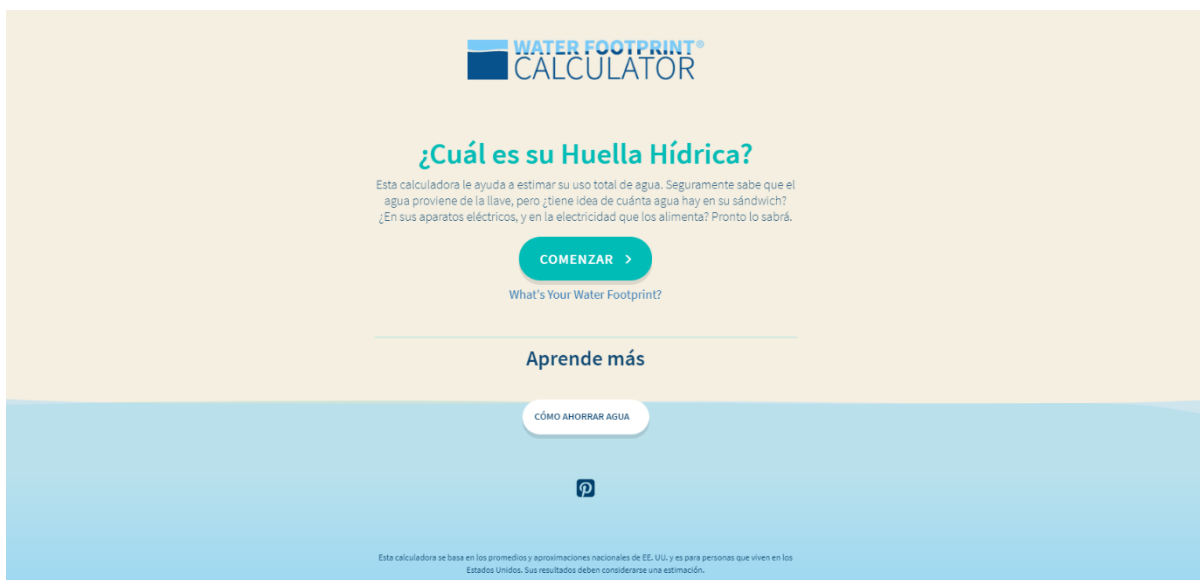 WATER FOOTPRINT®
CALCULATOR
¿Cuál es su Huella Hídrica?
Esta calculadora le ayuda a estimar su uso total de agua. Seguramente sabe que el
agua proviene de la llave, pero ¿tiene idea de cuánta agua hay en su sándwich?
¿En sus aparatos eléctricos, y en la electricidad que los alimenta? Pronto lo sabrá.
COMENZAR >
What's Your Water Footprint?
Aprende más
CÓMO AHORRAR AGUA
Esta calculadora se basa en los promedios y aproximaciones nacionales de EE. UU. y es para personas que viven en los
Estados Unidos. Sus resultados deben considerarse una estimación.